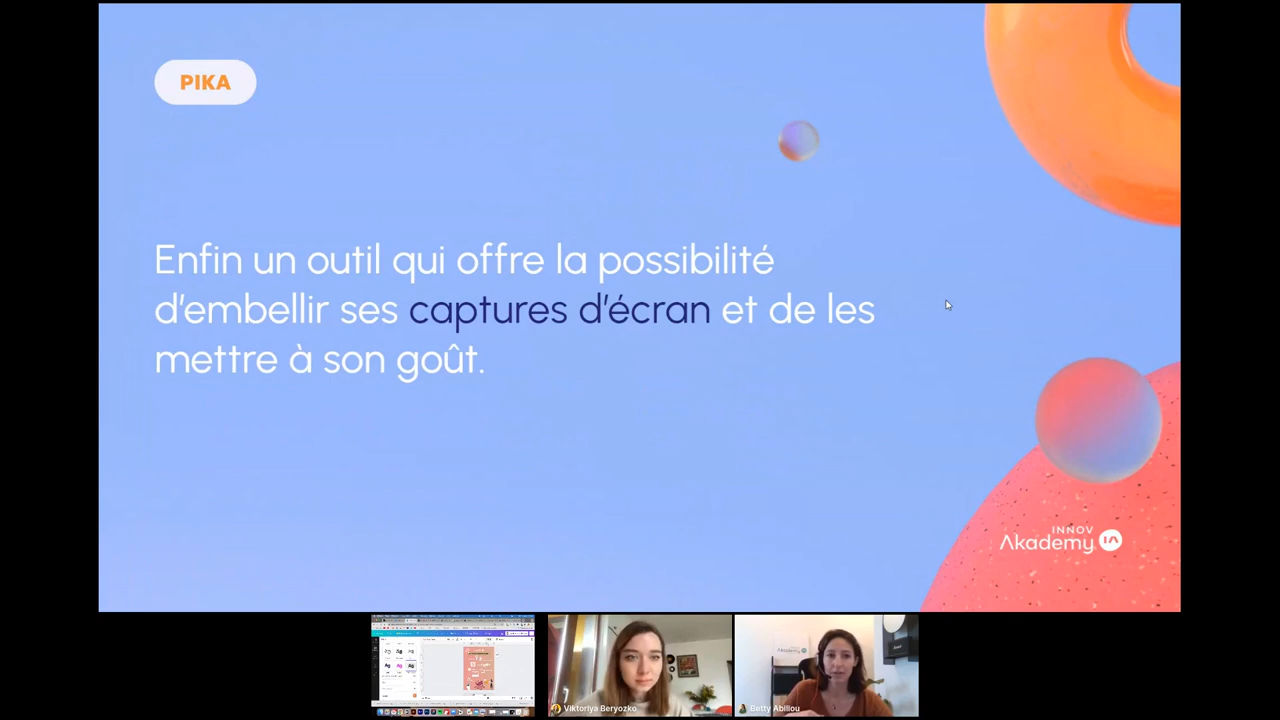 PIKA
Enfin un outil qui offre la possibilité
d'embellir ses captures d'écran et de les
mettre à son goût.
INNOV
Akademy IA
Viktoriya Beryozko
Betty Abiliou